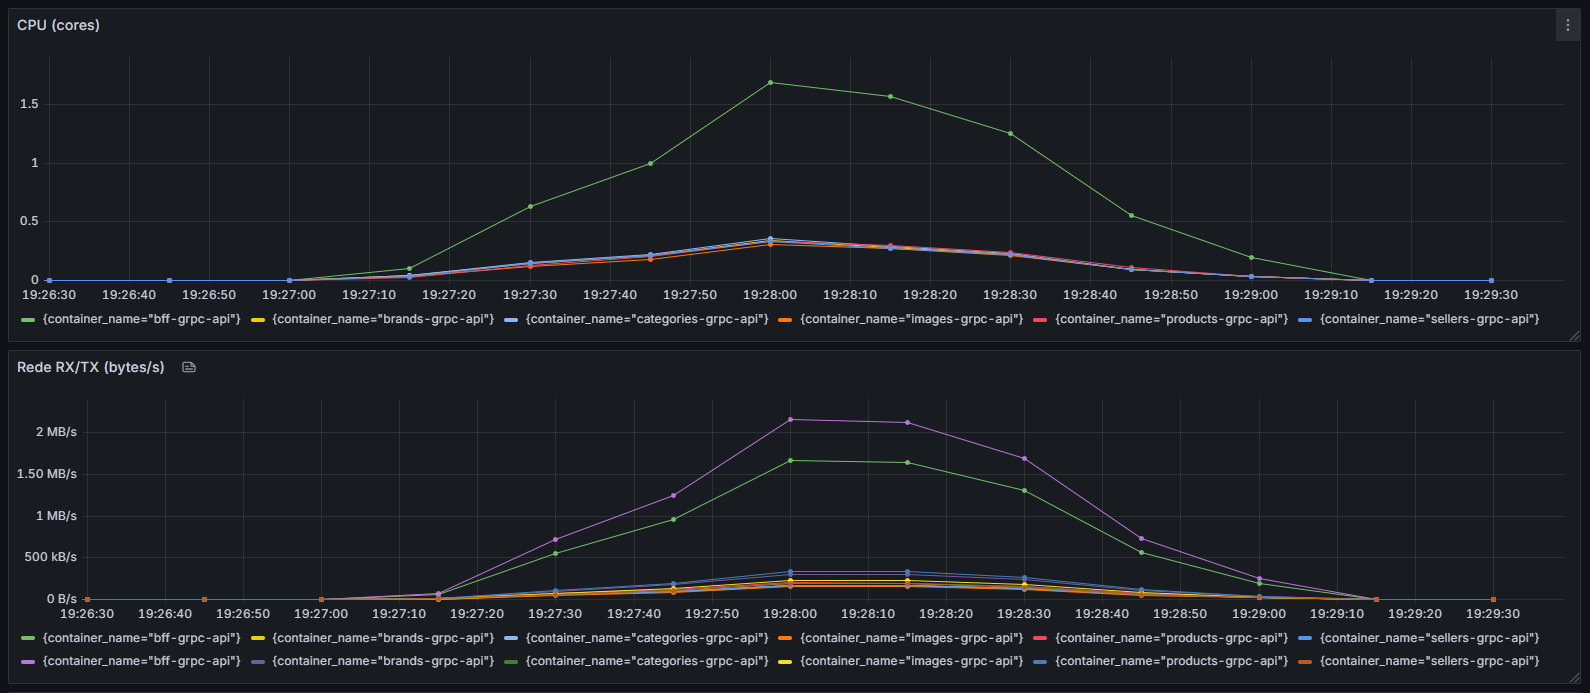 CPU (cores)
1.5
1
0.5
0
19:26:30 19:26:40 19:26:50 19:27:00 19:27:10 19:27:20 19:27:30 19:27:40 19:27:50 19:28:00 19:28:10 19:28:20 19:28:30 19:28:40 19:28:50 19:29:00 19:29:10 19:29:20 19:29:30
{container_name="bff-grpc-api"} {container_name="brands-grpc-api"} {container_name="categories-grpc-api"} {container_name="images-grpc-api"} {container_name="products-grpc-api"} {container_name="sellers-grpc-api"}
Rede RX/TX (bytes/s)
2 MB/s
1.50 MB/s
1 MB/s
500 kB/s
0 B/s
19:26:30 19:26:40 19:26:50 19:27:00 19:27:10 19:27:20 19:27:30 19:27:40 19:27:50 19:28:00 19:28:10 19:28:20 19:28:30 19:28:40 19:28:50 19:29:00 19:29:10 19:29:20 19:29:30
{container_name="bff-grpc-api"} {container_name="brands-grpc-api"} {container_name="categories-grpc-api"} {container_name="images-grpc-api"} {container_name="products-grpc-api"} {container_name="sellers-grpc-api"}
{container_name="bff-grpc-api"} {container_name="brands-grpc-api"} {container_name="categories-grpc-api"} {container_name="images-grpc-api"} {container_name="products-grpc-api"} {container_name="sellers-grpc-api"}